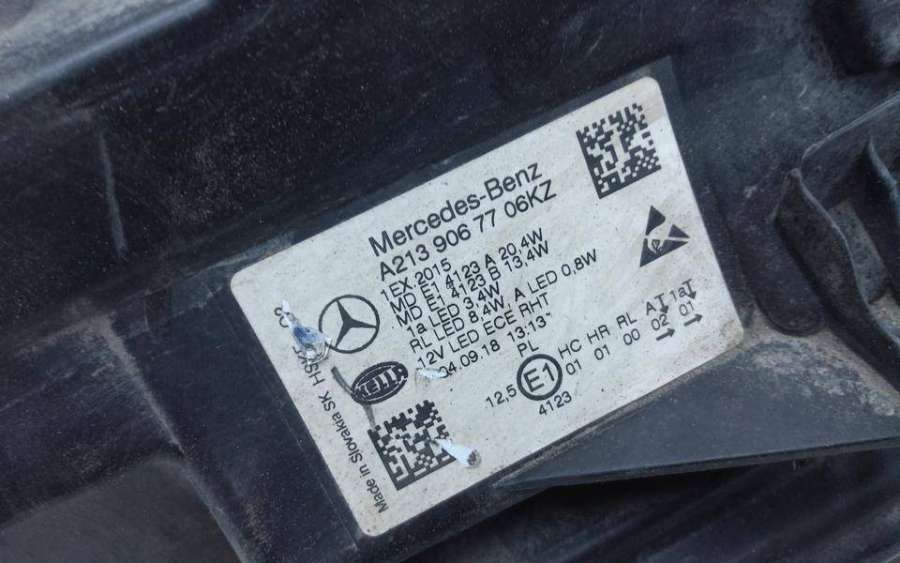 Mercedes-Benz
A213 906 77 06KZ
1EX.2015
MD E1 4123 A 20,4W
MD E1 4123 B 13,4W
1a LED 3,4W
RL LED 8,4W, A LED 0,8W
12V LED ECE RHT
04.09.18 13:13
PL HC HR RL AT 1aT
12,5 E1 01 01 00 02 01
4123
Made in Slovakia SK